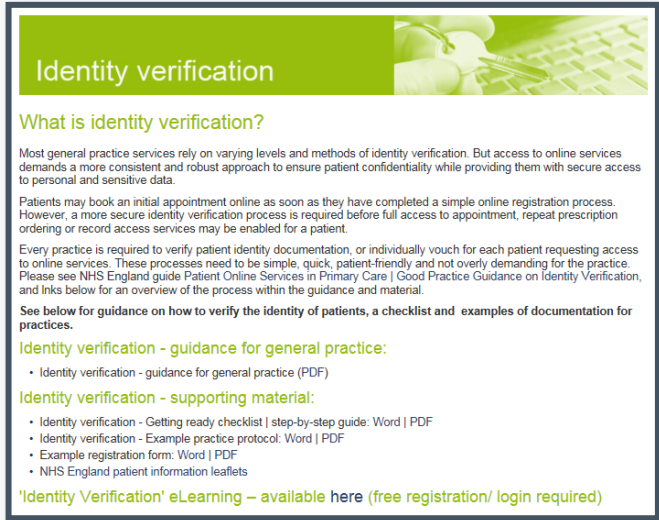 Identity verification
What is identity verification?
Most general practice services rely on varying levels and methods of identity verification. But access to online services
demands a more consistent and robust approach to ensure patient confidentiality while providing them with secure access
to personal and sensitive data.
Patients may book an initial appointment online as soon as they have completed a simple online registration process.
However, a more secure identity verification process is required before full access to appointment, repeat prescription
ordering or record access services may be enabled for a patient.
Every practice is required to verify patient identity documentation, or individually vouch for each patient requesting access
to online services. These processes need to be simple, quick, patient-friendly and not overly demanding for the practice.
Please see NHS England guide Patient Online Services in Primary Care | Good Practice Guidance on Identity Verification,
and lnks below for an overview of the process within the guidance and material.
See below for guidance on how to verify the identity of patients, a checklist and examples of documentation for
practices.
Identity verification - guidance for general practice:
• Identity verification - guidance for general practice (PDF)
Identity verification - supporting material:
• Identity verification - Getting ready checklist | step-by-step guide: Word | PDF
• Identity verification - Example practice protocol: Word | PDF
• Example registration form: Word | PDF
• NHS England patient information leaflets
'Identity Verification' eLearning – available here (free registration/ login required)